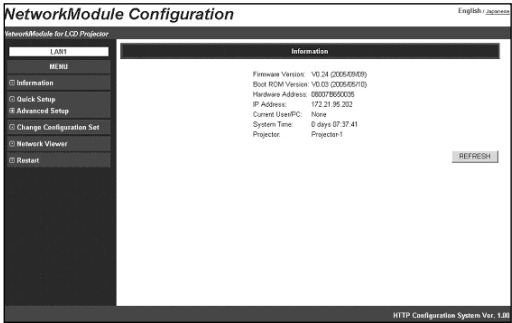 NetworkModule Configuration
English / Japanese
NetworkModule for LCD Projector
LAN1
MENU
Information
Quick Setup
Advanced Setup
Change Configuration Set
Network Viewer
Restart
Information
Firmware Version: V0.24 (2005/09/09)
Boot ROM Version: V0.03 (2005/05/10)
Hardware Address: 08007B650035
IP Address: 172.21.95.202
Current User/PC: None
System Time: 0 days 07:37:41
Projector: Projector-1
REFRESH
HTTP Configuration System Ver. 1.00